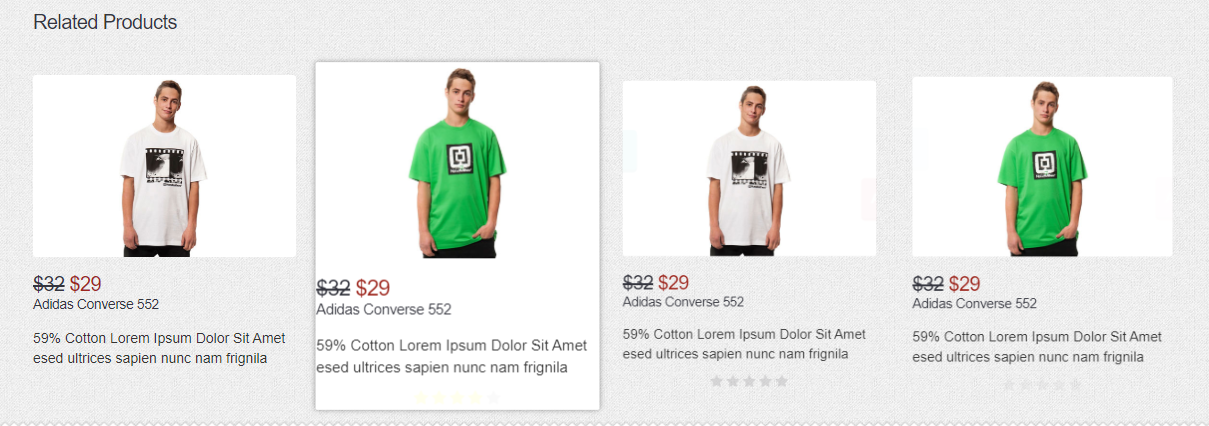 Related Products
$32 $29
Adidas Converse 552
59% Cotton Lorem Ipsum Dolor Sit Amet
esed ultrices sapien nunc nam frignila
$32 $29
Adidas Converse 552
59% Cotton Lorem Ipsum Dolor Sit Amet
esed ultrices sapien nunc nam frignila
$32 $29
Adidas Converse 552
59% Cotton Lorem Ipsum Dolor Sit Amet
esed ultrices sapien nunc nam frignila
$32 $29
Adidas Converse 552
59% Cotton Lorem Ipsum Dolor Sit Amet
esed ultrices sapien nunc nam frignila